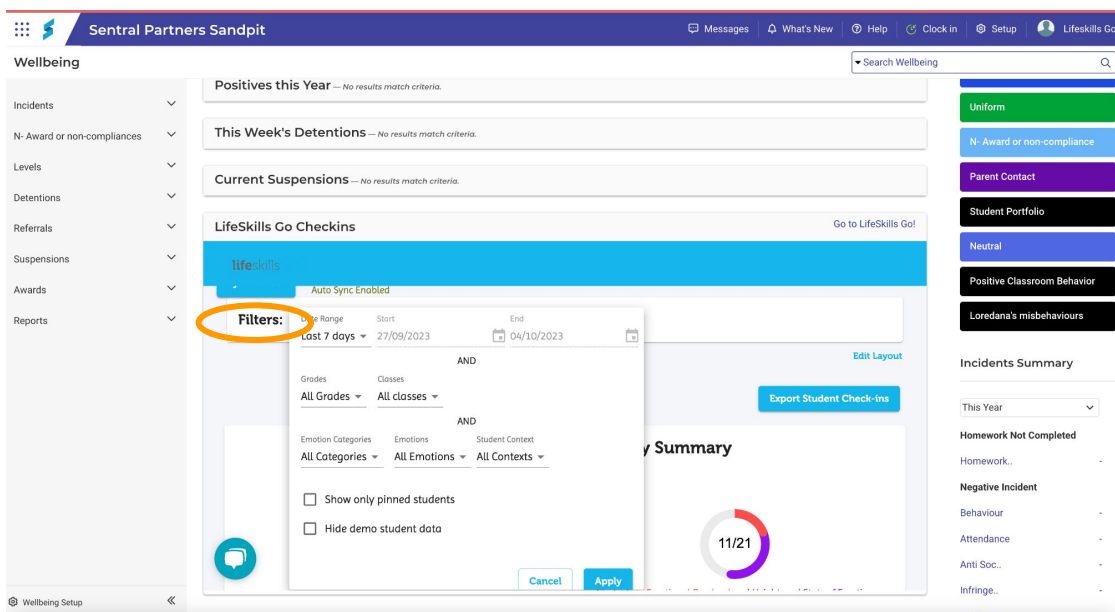 Sentral Partners Sandpit
Messages
What's New
Help
Clock in
Setup
Lifeskills Go
Wellbeing
Search Wellbeing
Incidents
N- Award or non-compliances
Levels
Detentions
Referrals
Suspensions
Awards
Reports
Wellbeing Setup
Positives this Year — No results match criteria.
This Week's Detentions — No results match criteria.
Current Suspensions — No results match criteria.
LifeSkills Go Checkins
Go to LifeSkills Go!
lifeskills
Auto Sync Enabled
Filters:
Date Range
Start
End
Last 7 days
27/09/2023
04/10/2023
AND
Grades
Classes
All Grades
All classes
AND
Emotion Categories
Emotions
Student Context
All Categories
All Emotions
All Contexts
Show only pinned students
Hide demo student data
Cancel
Apply
Edit Layout
Export Student Check-ins
y Summary
11/21
Uniform
N- Award or non-compliance
Parent Contact
Student Portfolio
Neutral
Positive Classroom Behavior
Loredana's misbehaviours
Incidents Summary
This Year
Homework Not Completed
Homework.. -
Negative Incident
Behaviour -
Attendance -
Anti Soc.. -
Infringe.. -